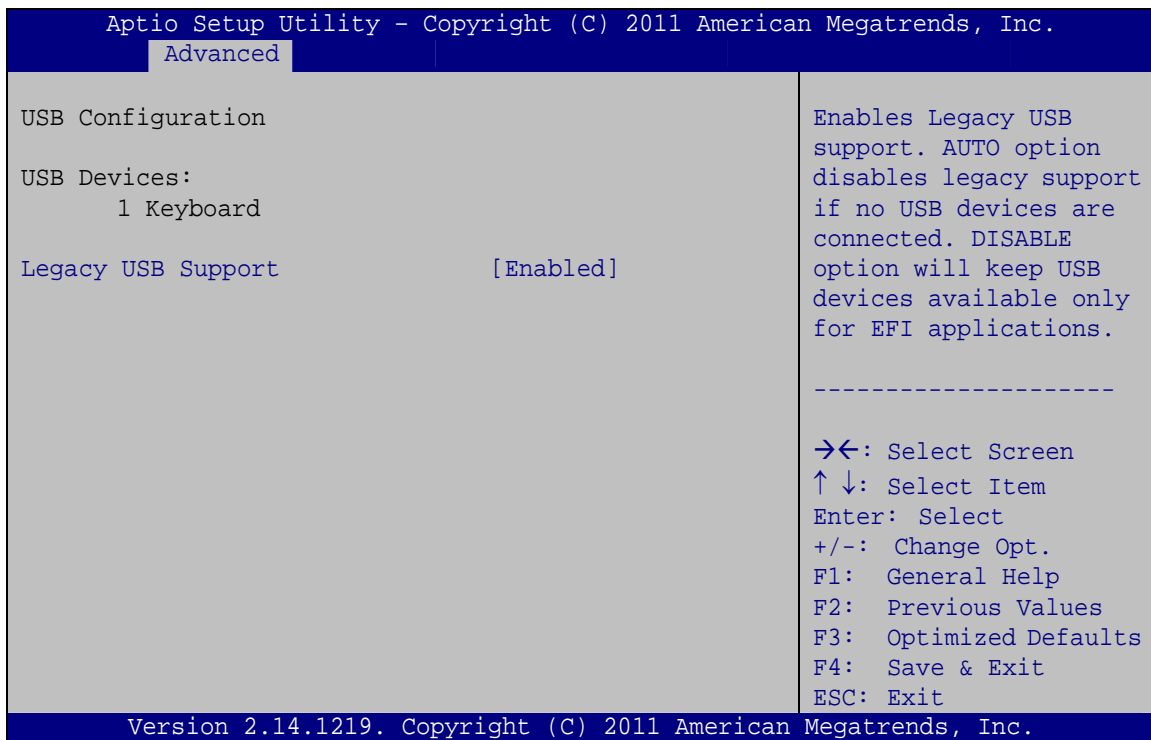 Aptio Setup Utility – Copyright (C) 2011 American Megatrends, Inc.
Advanced
USB Configuration
USB Devices:
1 Keyboard
Legacy USB Support [Enabled]
Enables Legacy USB
support. AUTO option
disables legacy support
if no USB devices are
connected. DISABLE
option will keep USB
devices available only
for EFI applications.
---------------------
→←: Select Screen
↑ ↓: Select Item
Enter: Select
+/-: Change Opt.
F1: General Help
F2: Previous Values
F3: Optimized Defaults
F4: Save & Exit
ESC: Exit
Version 2.14.1219. Copyright (C) 2011 American Megatrends, Inc.